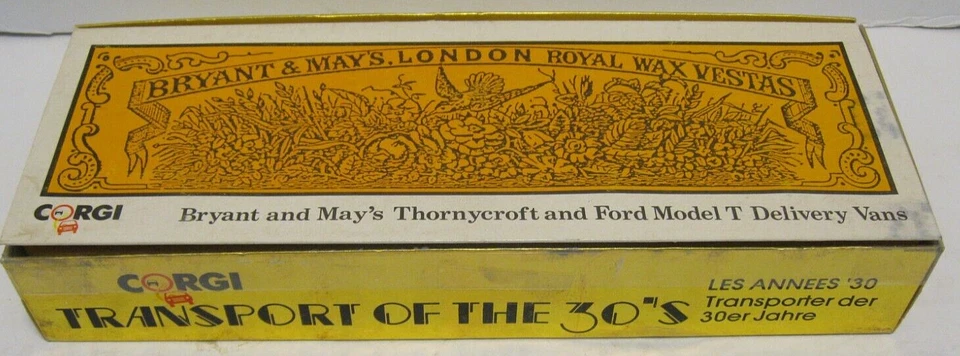 BRYANT & MAY'S. LONDON ROYAL WAX VESTAS
CORGI
Bryant and May's Thornycroft and Ford Model T Delivery Vans
CORGI
TRANSPORT OF THE 30"S
LES ANNEES '30
Transporter der
30er Jahre